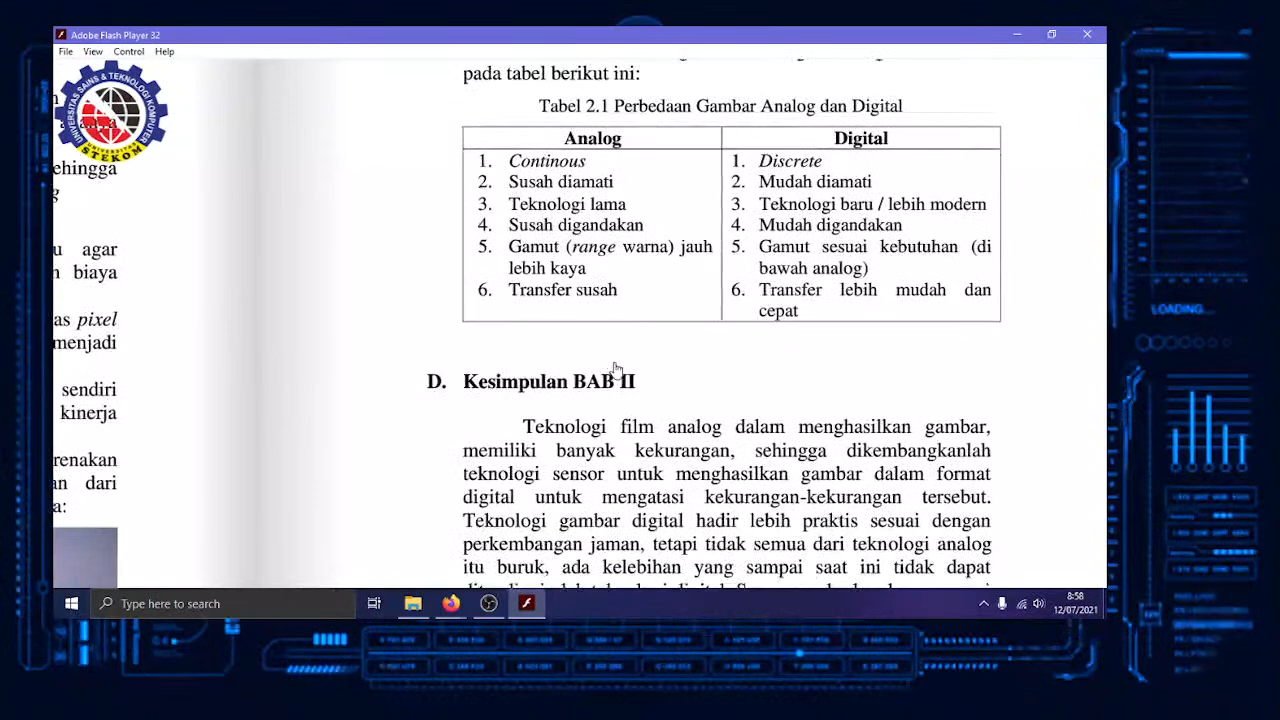 Adobe Flash Player 32
File View Control Help
UNIVERSITAS SAINS & TEKNOLOGI KOMPUTER
UNIVERSITAS
STEKOM
ehingga
g
u agar
n biaya
as pixel
menjadi
sendiri
kinerja
renakan
an dari
a:
pada tabel berikut ini:
Tabel 2.1 Perbedaan Gambar Analog dan Digital
Analog
1. Continous
2. Susah diamati
3. Teknologi lama
4. Susah digandakan
5. Gamut (range warna) jauh
lebih kaya
6. Transfer susah
Digital
1. Discrete
2. Mudah diamati
3. Teknologi baru / lebih modern
4. Mudah digandakan
5. Gamut sesuai kebutuhan (di
bawah analog)
6. Transfer lebih mudah dan
cepat
D. Kesimpulan BAB II
Teknologi film analog dalam menghasilkan gambar,
memiliki banyak kekurangan, sehingga dikembangkanlah
teknologi sensor untuk menghasilkan gambar dalam format
digital untuk mengatasi kekurangan-kekurangan tersebut.
Teknologi gambar digital hadir lebih praktis sesuai dengan
perkembangan jaman, tetapi tidak semua dari teknologi analog
itu buruk, ada kelebihan yang sampai saat ini tidak dapat
LOADING...
Type here to search
8:58
12/07/2021